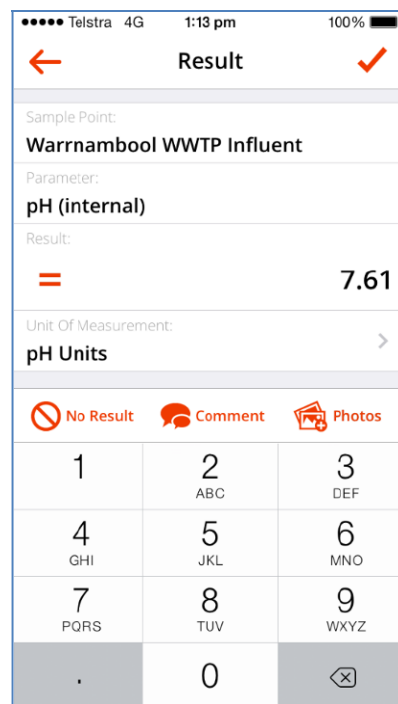 Telstra 4G 1:13 pm 100%
Result
Sample Point:
Warrnambool WWTP Influent
Parameter:
pH (internal)
Result:
= 7.61
Unit Of Measurement:
pH Units
No Result Comment Photos
1 2 3
ABC DEF
4 5 6
GHI JKL MNO
7 8 9
PQRS TUV WXYZ
. 0